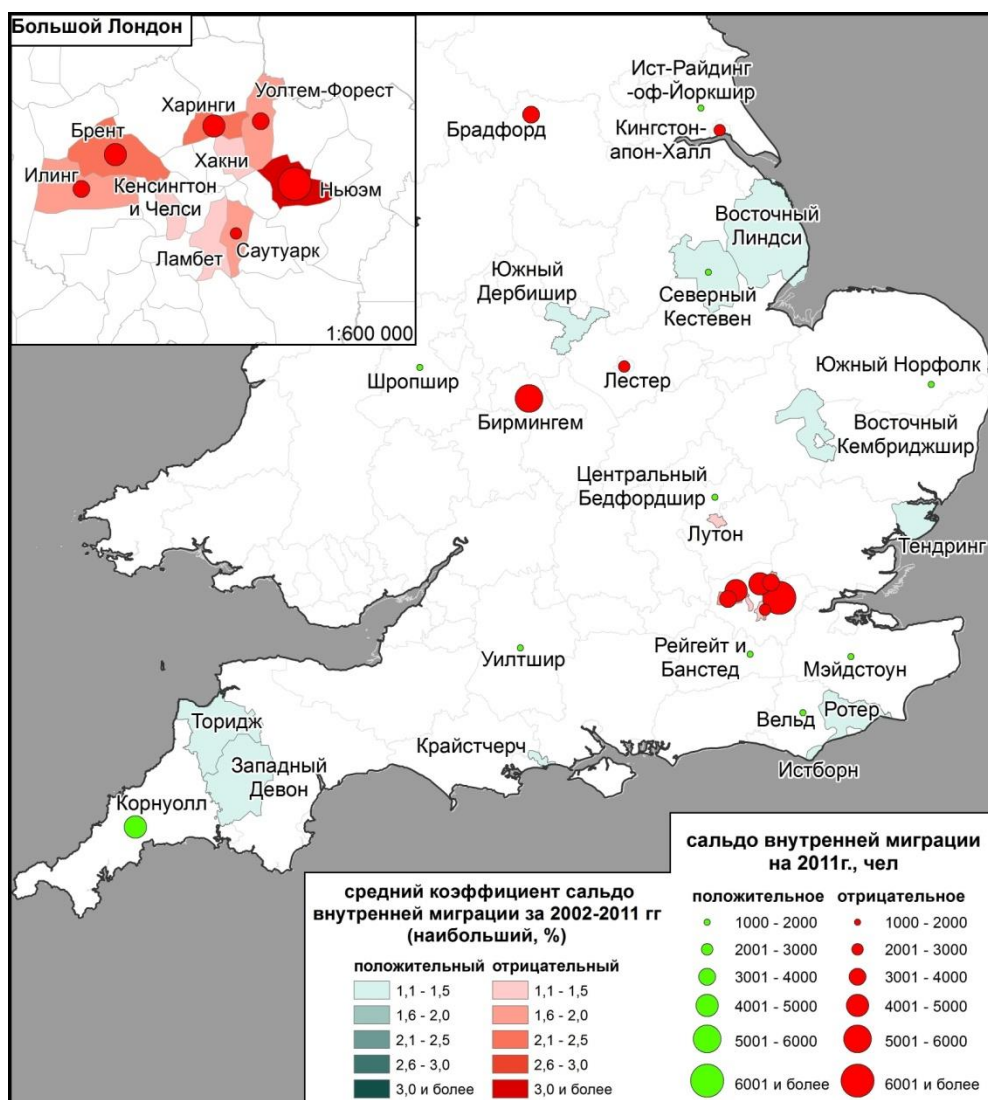 Большой Лондон
Уолтем-Форест
Харинги
Брент
Хакни
Илинг
Кенсингтон
и Челси
Ньюэм
Ламбет
Саутуарк
1:600 000
Ист-Райдинг
-оф-Йоркшир
Брадфорд
Кингстон-
апон-Халл
Восточный
Линдси
Южный
Дербишир
Северный
Кестевен
Шропшир
Лестер
Южный Норфолк
Бирмингем
Восточный
Кембриджшир
Центральный
Бедфордшир
Лутон
Тендринг
Уилтшир
Рейгейт и
Банстед
Мэйдстоун
Вельд
Ротер
Торидж
Крайстчерч
Истборн
Западный
Девон
Корнуолл
средний коэффициент сальдо
внутренней миграции за 2002-2011 гг
(наибольший, %)
положительный
1,1 - 1,5
1,6 - 2,0
2,1 - 2,5
2,6 - 3,0
3,0 и более
отрицательный
1,1 - 1,5
1,6 - 2,0
2,1 - 2,5
2,6 - 3,0
3,0 и более
сальдо внутренней миграции
на 2011г., чел
положительное
1000 - 2000
2001 - 3000
3001 - 4000
4001 - 5000
5001 - 6000
6001 и более
отрицательное
1000 - 2000
2001 - 3000
3001 - 4000
4001 - 5000
5001 - 6000
6001 и более